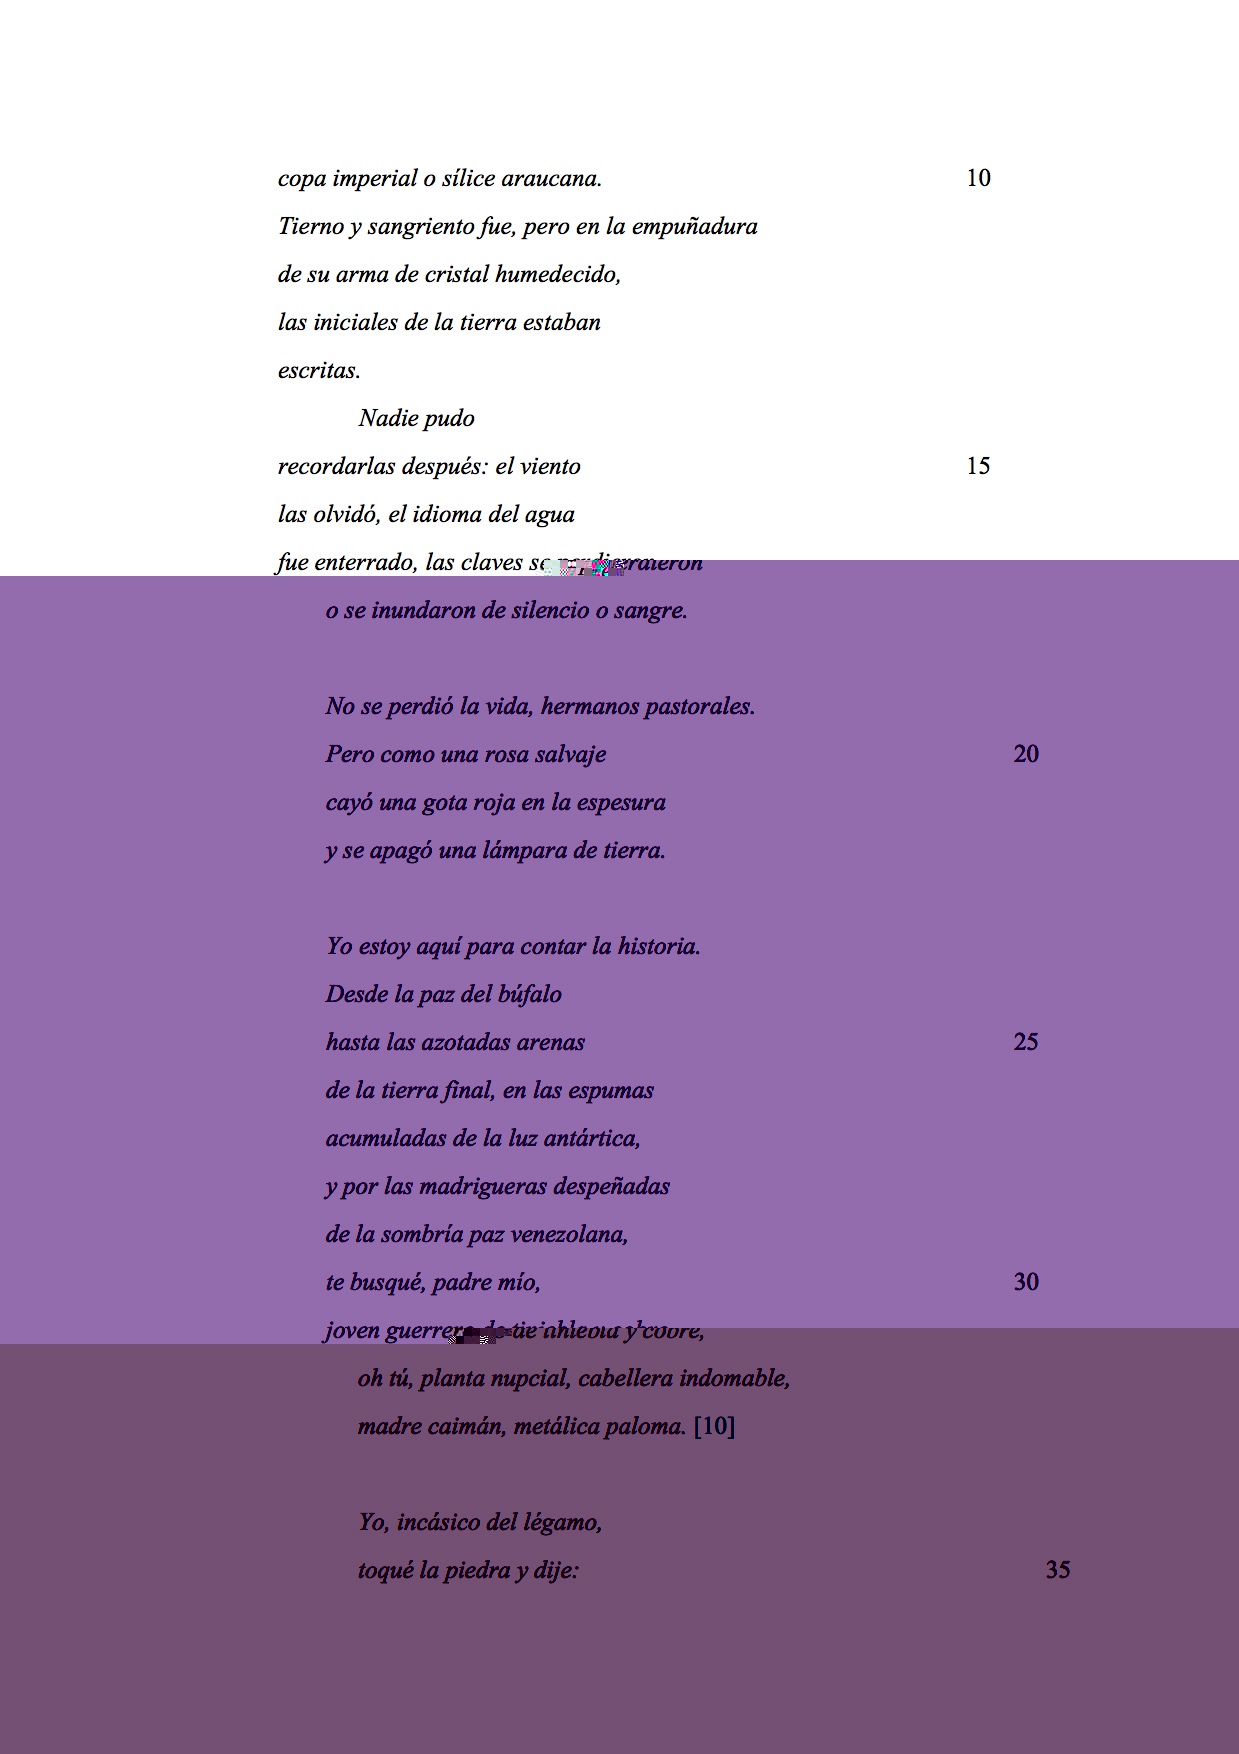 copa imperial o sílice araucana. 10
Tierno y sangriento fue, pero en la empuñadura
de su arma de cristal humedecido,
las iniciales de la tierra estaban
escritas.
Nadie pudo
recordarlas después: el viento 15
las olvidó, el idioma del agua
fue enterrado, las claves se
o se inundaron de silencio o sangre.
No se perdió la vida, hermanos pastorales.
Pero como una rosa salvaje 20
cayó una gota roja en la espesura
y se apagó una lámpara de tierra.
Yo estoy aquí para contar la historia.
Desde la paz del búfalo
hasta las azotadas arenas 25
de la tierra final, en las espumas
acumuladas de la luz antártica,
y por las madrigueras despeñadas
de la sombría paz venezolana,
te busqué, padre mío, 30
joven guerrero de y cobre,
oh tú, planta nupcial, cabellera indomable,
madre caimán, metálica paloma. [10]
Yo, incásico del légamo,
toqué la piedra y dije: 35